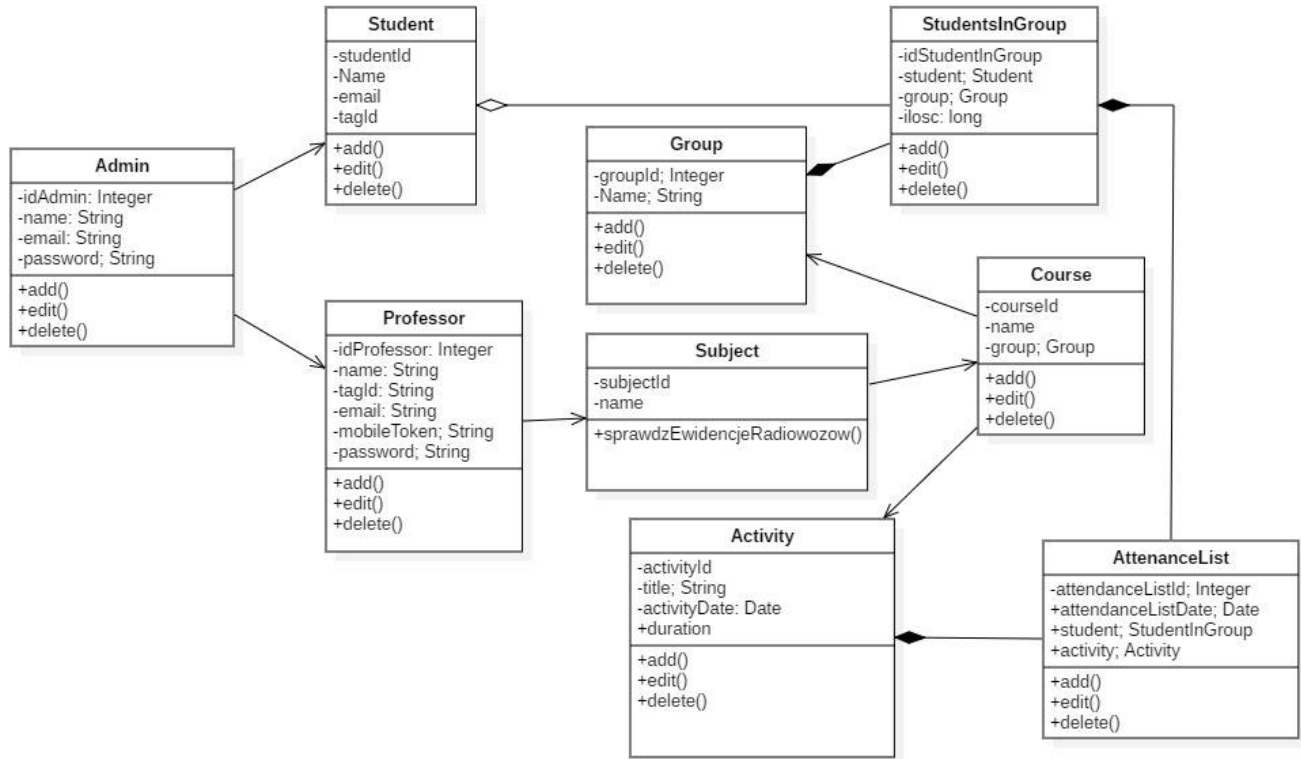 Student
-studentId
-Name
-email
-tagId
+add()
+edit()
+delete()
StudentsInGroup
-idStudentInGroup
-student; Student
-group; Group
-ilosc: long
+add()
+edit()
+delete()
Group
-groupId; Integer
-Name; String
+add()
+edit()
+delete()
Admin
-idAdmin: Integer
-name: String
-email: String
-password; String
+add()
+edit()
+delete()
Course
-courseId
-name
-group; Group
+add()
+edit()
+delete()
Professor
-idProfessor: Integer
-name: String
-tagId: String
-email: String
-mobileToken; String
-password; String
+add()
+edit()
+delete()
Subject
-subjectId
-name
+sprawdzEwidencjeRadiowozow()
Activity
-activityId
-title; String
-activityDate: Date
+duration
+add()
+edit()
+delete()
AttenanceList
-attendanceListId; Integer
+attendanceListDate; Date
+student; StudentInGroup
+activity; Activity
+add()
+edit()
+delete()